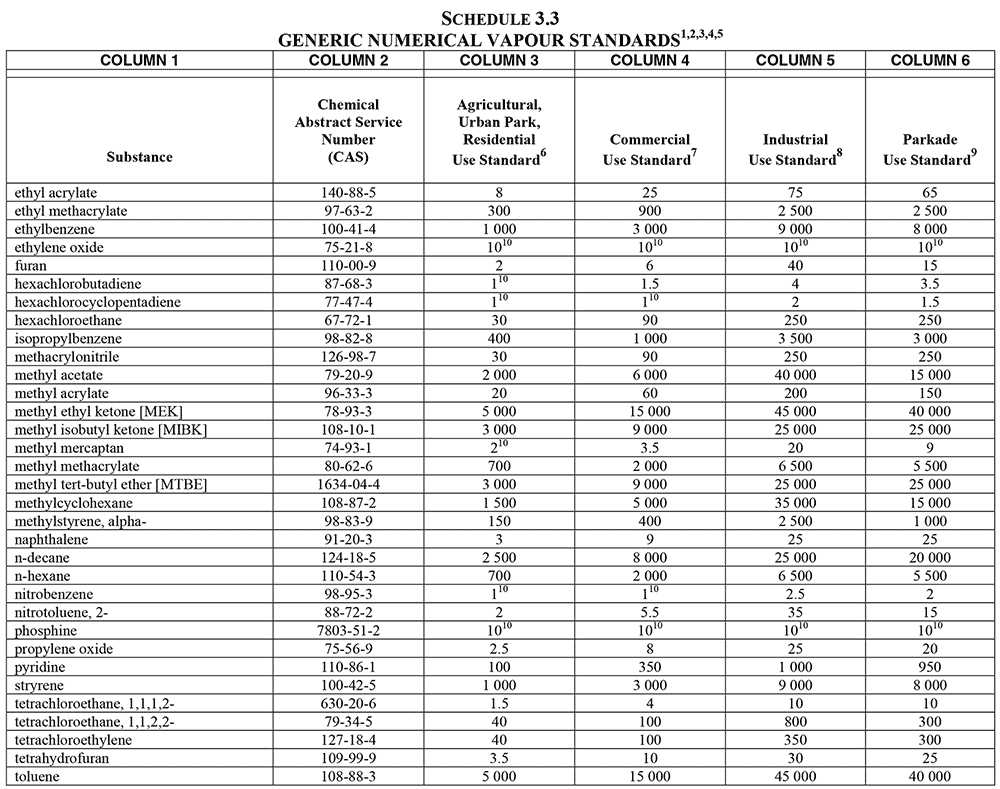 SCHEDULE 3.3
GENERIC NUMERICAL VAPOUR STANDARDS1,2,3,4,5
COLUMN 1 COLUMN 2 COLUMN 3 COLUMN 4 COLUMN 5 COLUMN 6
Substance Chemical Abstract Service Number (CAS) Agricultural, Urban Park, Residential Use Standard6 Commercial Use Standard7 Industrial Use Standard8 Parkade Use Standard9
ethyl acrylate 140-88-5 8 25 75 65
ethyl methacrylate 97-63-2 300 900 2 500 2 500
ethylbenzene 100-41-4 1 000 3 000 9 000 8 000
ethylene oxide 75-21-8 10^10 10^10 10^10 10^10
furan 110-00-9 2 6 40 15
hexachlorobutadiene 87-68-3 1^10 1.5 4 3.5
hexachlorocyclopentadiene 77-47-4 1^10 1^10 2 1.5
hexachloroethane 67-72-1 30 90 250 250
isopropylbenzene 98-82-8 400 1 000 3 500 3 000
methacrylonitrile 126-98-7 30 90 250 250
methyl acetate 79-20-9 2 000 6 000 40 000 15 000
methyl acrylate 96-33-3 20 60 200 150
methyl ethyl ketone [MEK] 78-93-3 5 000 15 000 45 000 40 000
methyl isobutyl ketone [MIBK] 108-10-1 3 000 9 000 25 000 25 000
methyl mercaptan 74-93-1 2^10 3.5 20 9
methyl methacrylate 80-62-6 700 2 000 6 500 5 500
methyl tert-butyl ether [MTBE] 1634-04-4 3 000 9 000 25 000 25 000
methylcyclohexane 108-87-2 1 500 5 000 35 000 15 000
methylstyrene, alpha- 98-83-9 150 400 2 500 1 000
naphthalene 91-20-3 3 9 25 25
n-decane 124-18-5 2 500 8 000 25 000 20 000
n-hexane 110-54-3 700 2 000 6 500 5 500
nitrobenzene 98-95-3 1^10 1^10 2.5 2
nitrotoluene, 2- 88-72-2 2 5.5 35 15
phosphine 7803-51-2 10^10 10^10 10^10 10^10
propylene oxide 75-56-9 2.5 8 25 20
pyridine 110-86-1 100 350 1 000 950
stryrene 100-42-5 1 000 3 000 9 000 8 000
tetrachloroethane, 1,1,1,2- 630-20-6 1.5 4 10 10
tetrachloroethane, 1,1,2,2- 79-34-5 40 100 800 300
tetrachloroethylene 127-18-4 40 100 350 300
tetrahydrofuran 109-99-9 3.5 10 30 25
toluene 108-88-3 5 000 15 000 45 000 40 000